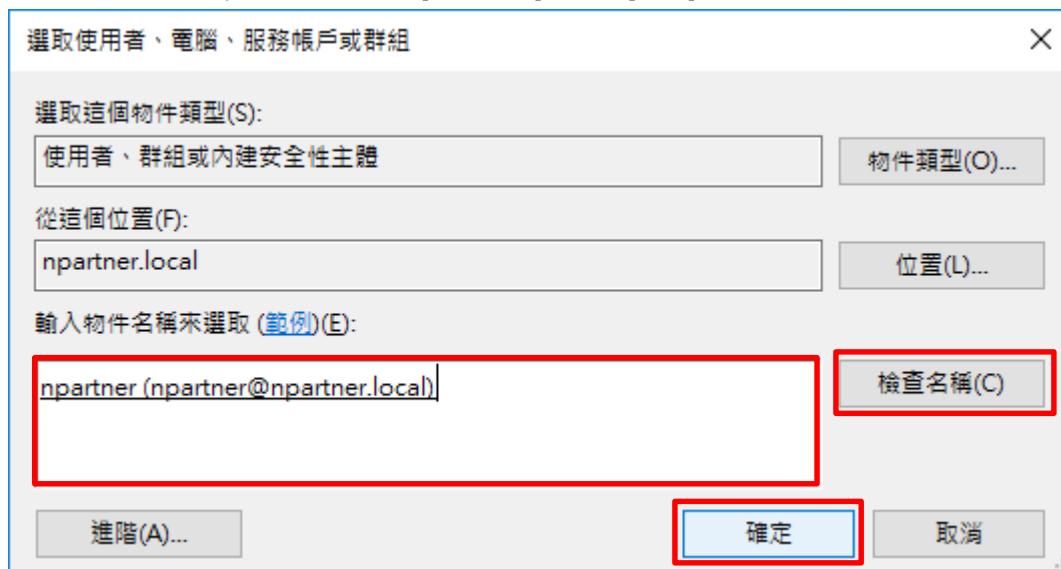 選取使用者、電腦、服務帳戶或群組
選取這個物件類型(S):
使用者、群組或內建安全性主體
物件類型(O)...
從這個位置(F):
npartner.local
位置(L)...
輸入物件名稱來選取 (範例)(E):
npartner (npartner@npartner.local)
檢查名稱(C)
進階(A)...
確定
取消